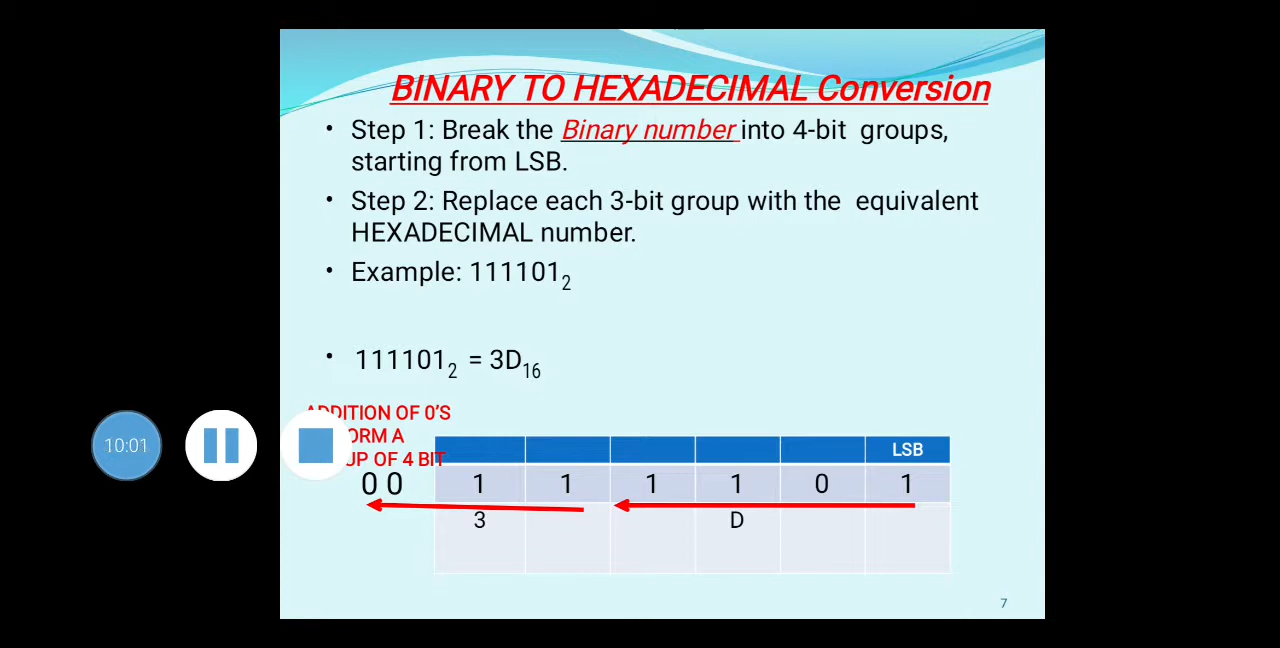 BINARY TO HEXADECIMAL Conversion
• Step 1: Break the Binary number into 4-bit groups,
starting from LSB.
• Step 2: Replace each 3-bit group with the equivalent
HEXADECIMAL number.
• Example: 111101₂
• 111101₂ = 3D₁₆
ADDITION OF 0'S
ORM A
UP OF 4 BIT
10:01
LSB
0 0 1 1 1 1 0 1
3 D
7